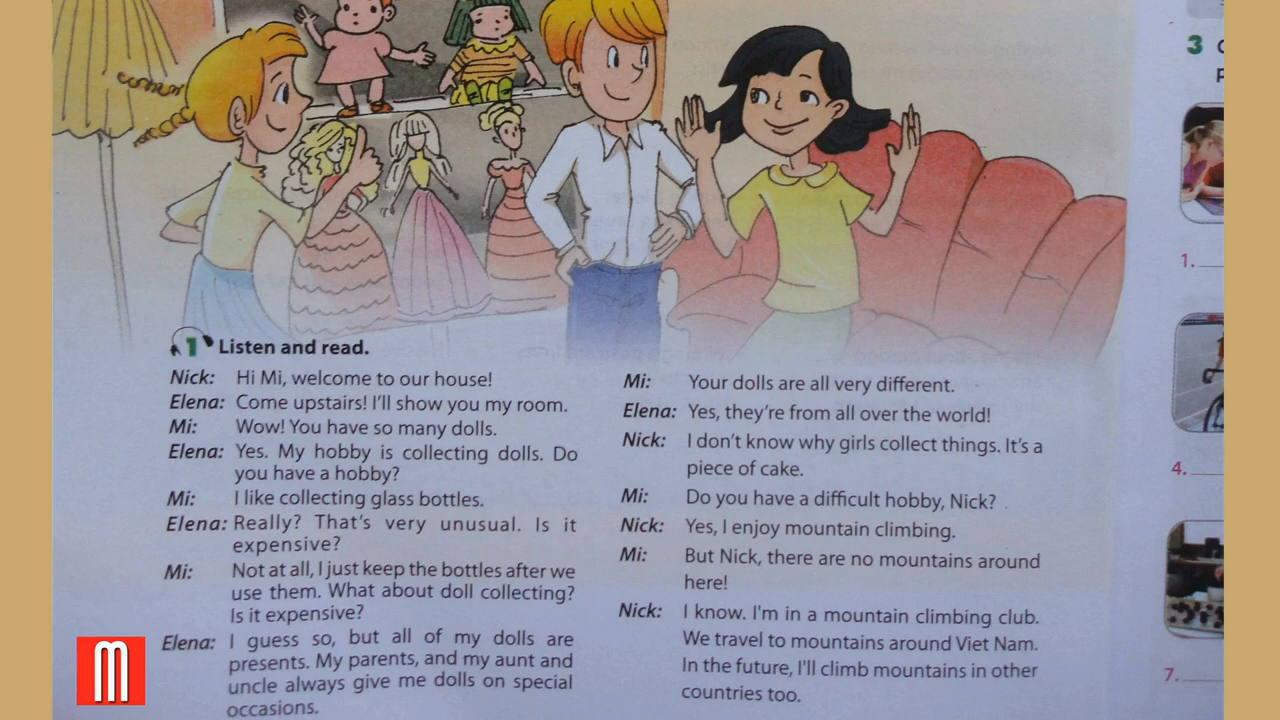 3
1 Listen and read.
Nick: Hi Mi, welcome to our house!
Elena: Come upstairs! I'll show you my room.
Mi: Wow! You have so many dolls.
Elena: Yes. My hobby is collecting dolls. Do
you have a hobby?
Mi: I like collecting glass bottles.
Elena: Really? That's very unusual. Is it
expensive?
Mi: Not at all, I just keep the bottles after we
use them. What about doll collecting?
Is it expensive?
Elena: I guess so, but all of my dolls are
presents. My parents, and my aunt and
uncle always give me dolls on special
occasions.
Mi: Your dolls are all very different.
Elena: Yes, they're from all over the world!
Nick: I don't know why girls collect things. It's a
piece of cake.
Mi: Do you have a difficult hobby, Nick?
Nick: Yes, I enjoy mountain climbing.
Mi: But Nick, there are no mountains around
here!
Nick: I know. I'm in a mountain climbing club.
We travel to mountains around Viet Nam.
In the future, I'll climb mountains in other
countries too.
1.
4.
7.
M